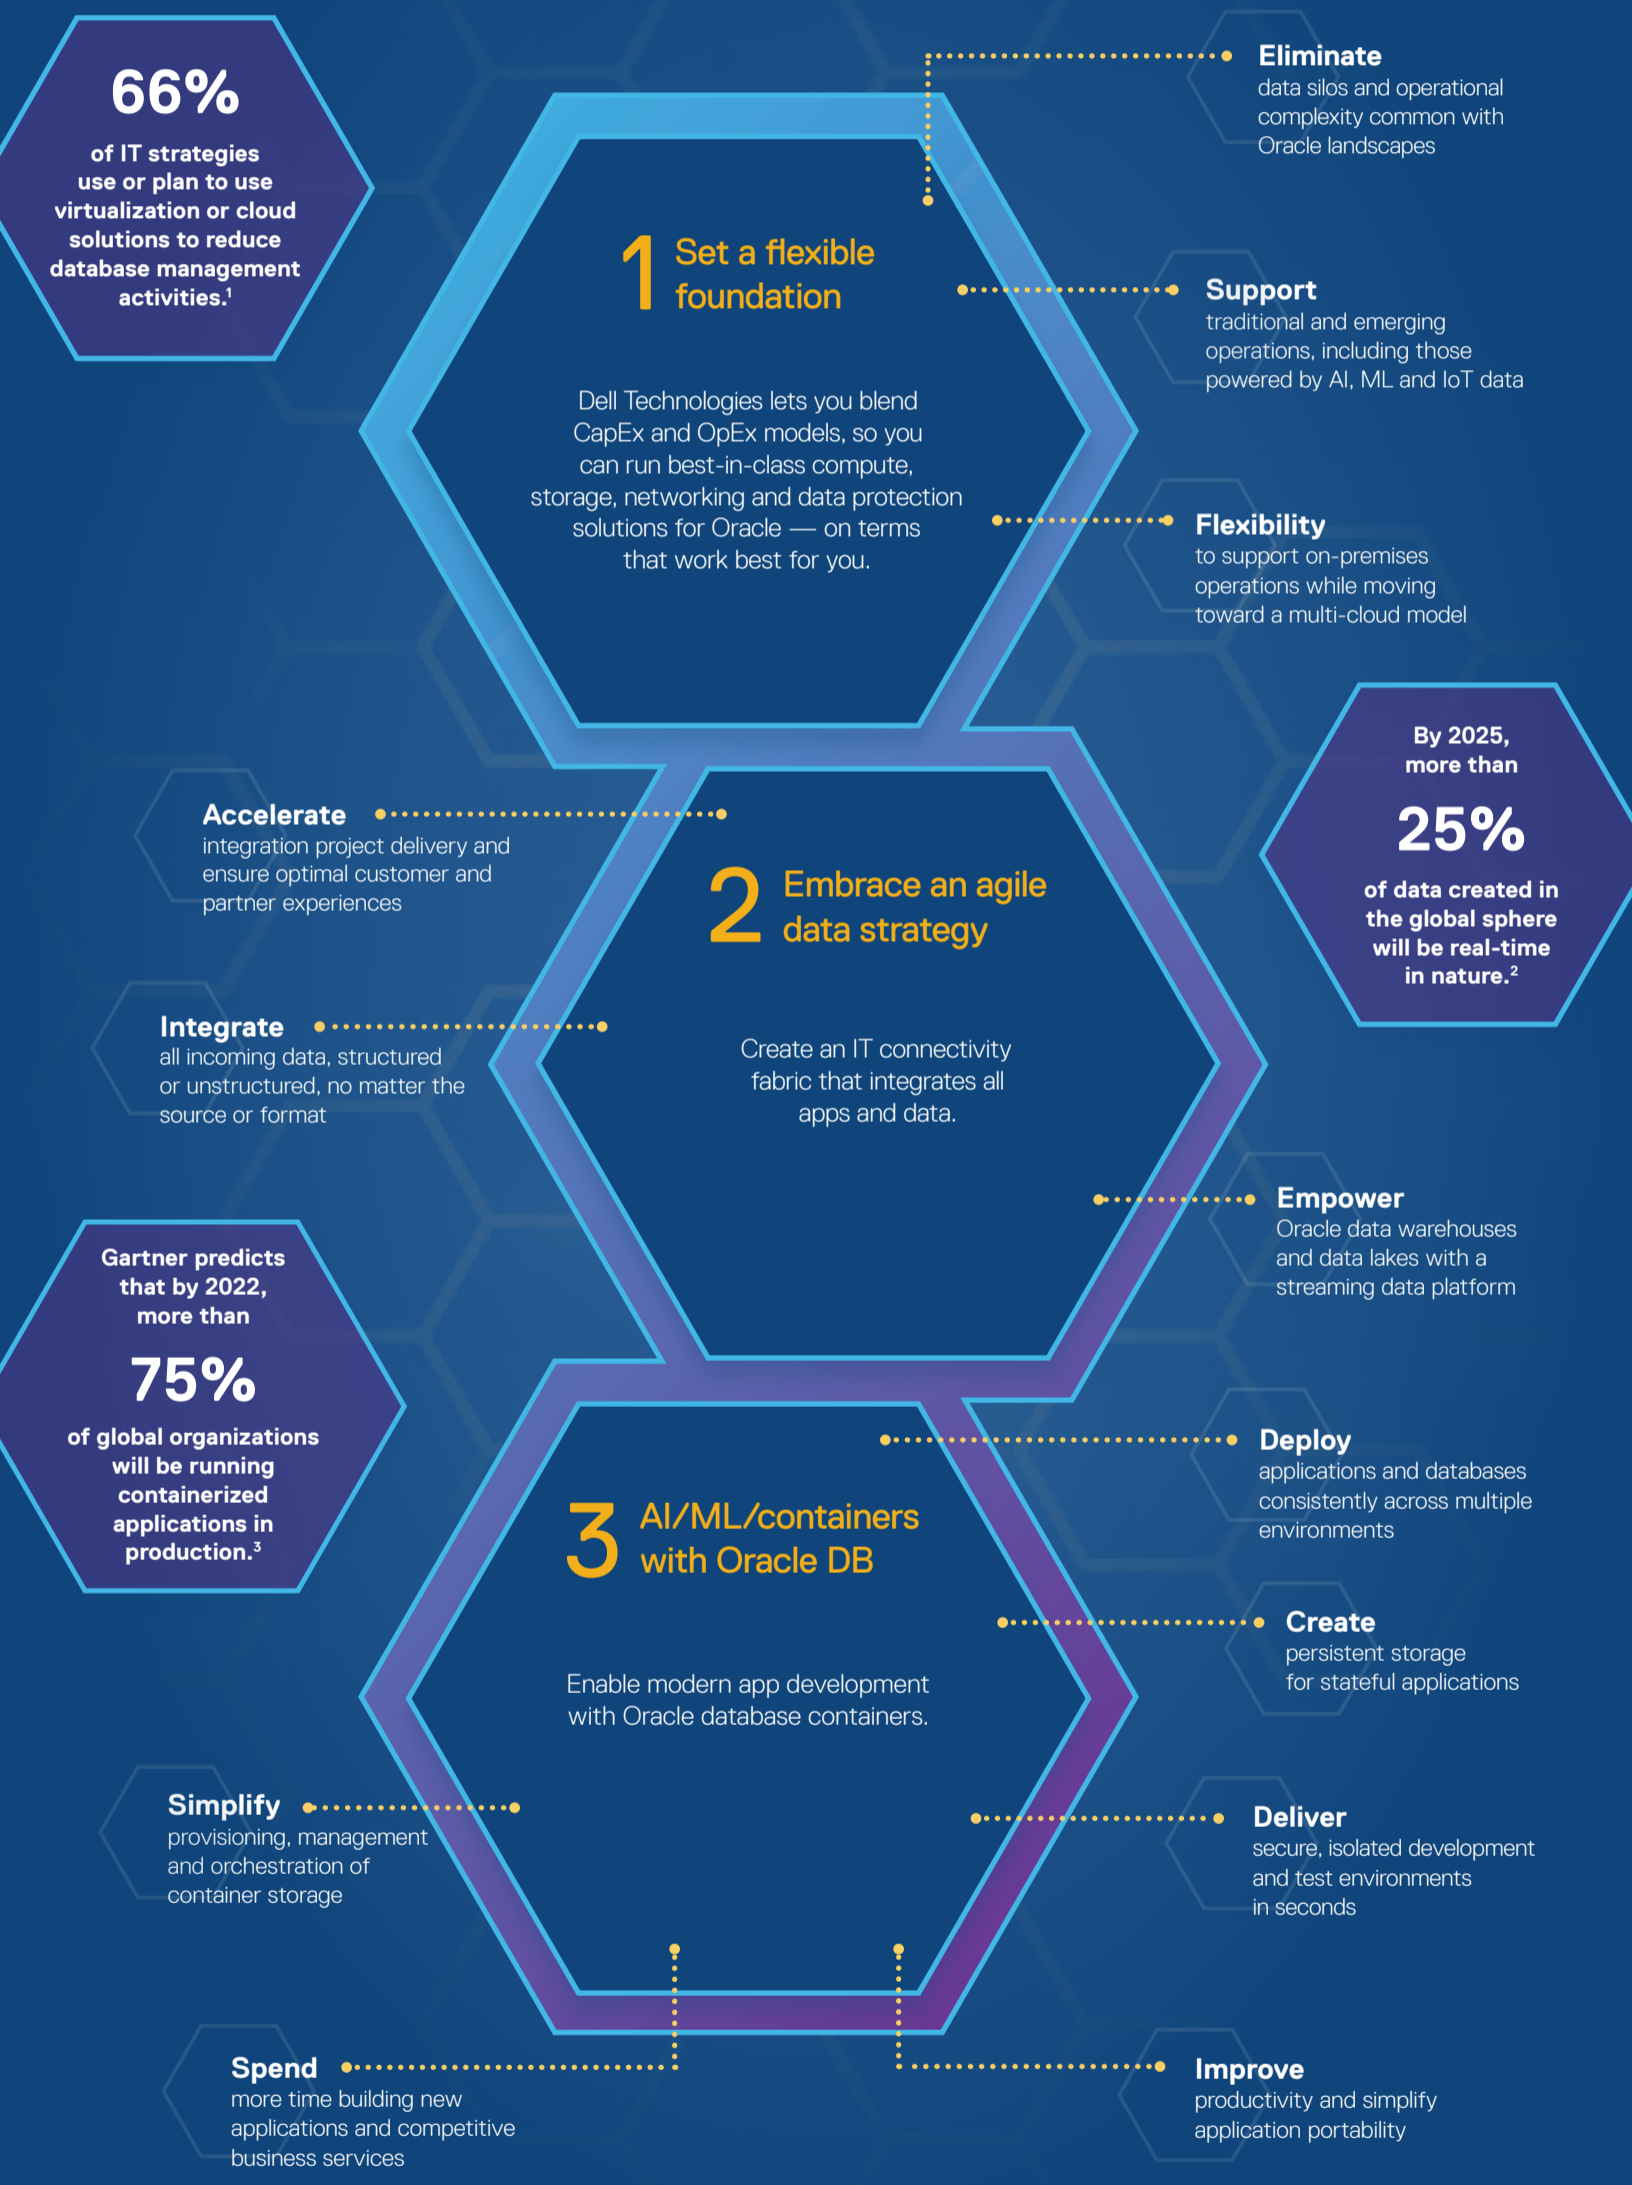 66%
of IT strategies
use or plan to use
virtualization or cloud
solutions to reduce
database management
activities.¹
Eliminate
data silos and operational
complexity common with
Oracle landscapes
1 Set a flexible
foundation
Support
traditional and emerging
operations, including those
powered by AI, ML and IoT data
Dell Technologies lets you blend
CapEx and OpEx models, so you
can run best-in-class compute,
storage, networking and data protection
solutions for Oracle — on terms
that work best for you.
Flexibility
to support on-premises
operations while moving
toward a multi-cloud model
By 2025,
more than
25%
of data created in
the global sphere
will be real-time
in nature.²
Accelerate
integration project delivery and
ensure optimal customer and
partner experiences
2 Embrace an agile
data strategy
Integrate
all incoming data, structured
or unstructured, no matter the
source or format
Create an IT connectivity
fabric that integrates all
apps and data.
Empower
Oracle data warehouses
and data lakes with a
streaming data platform
Gartner predicts
that by 2022,
more than
75%
of global organizations
will be running
containerized
applications in
production.³
Deploy
applications and databases
consistently across multiple
environments
3 AI/ML/containers
with Oracle DB
Create
persistent storage
for stateful applications
Enable modern app development
with Oracle database containers.
Simplify
provisioning, management
and orchestration of
container storage
Deliver
secure, isolated development
and test environments
in seconds
Spend
more time building new
applications and competitive
business services
Improve
productivity and simplify
application portability